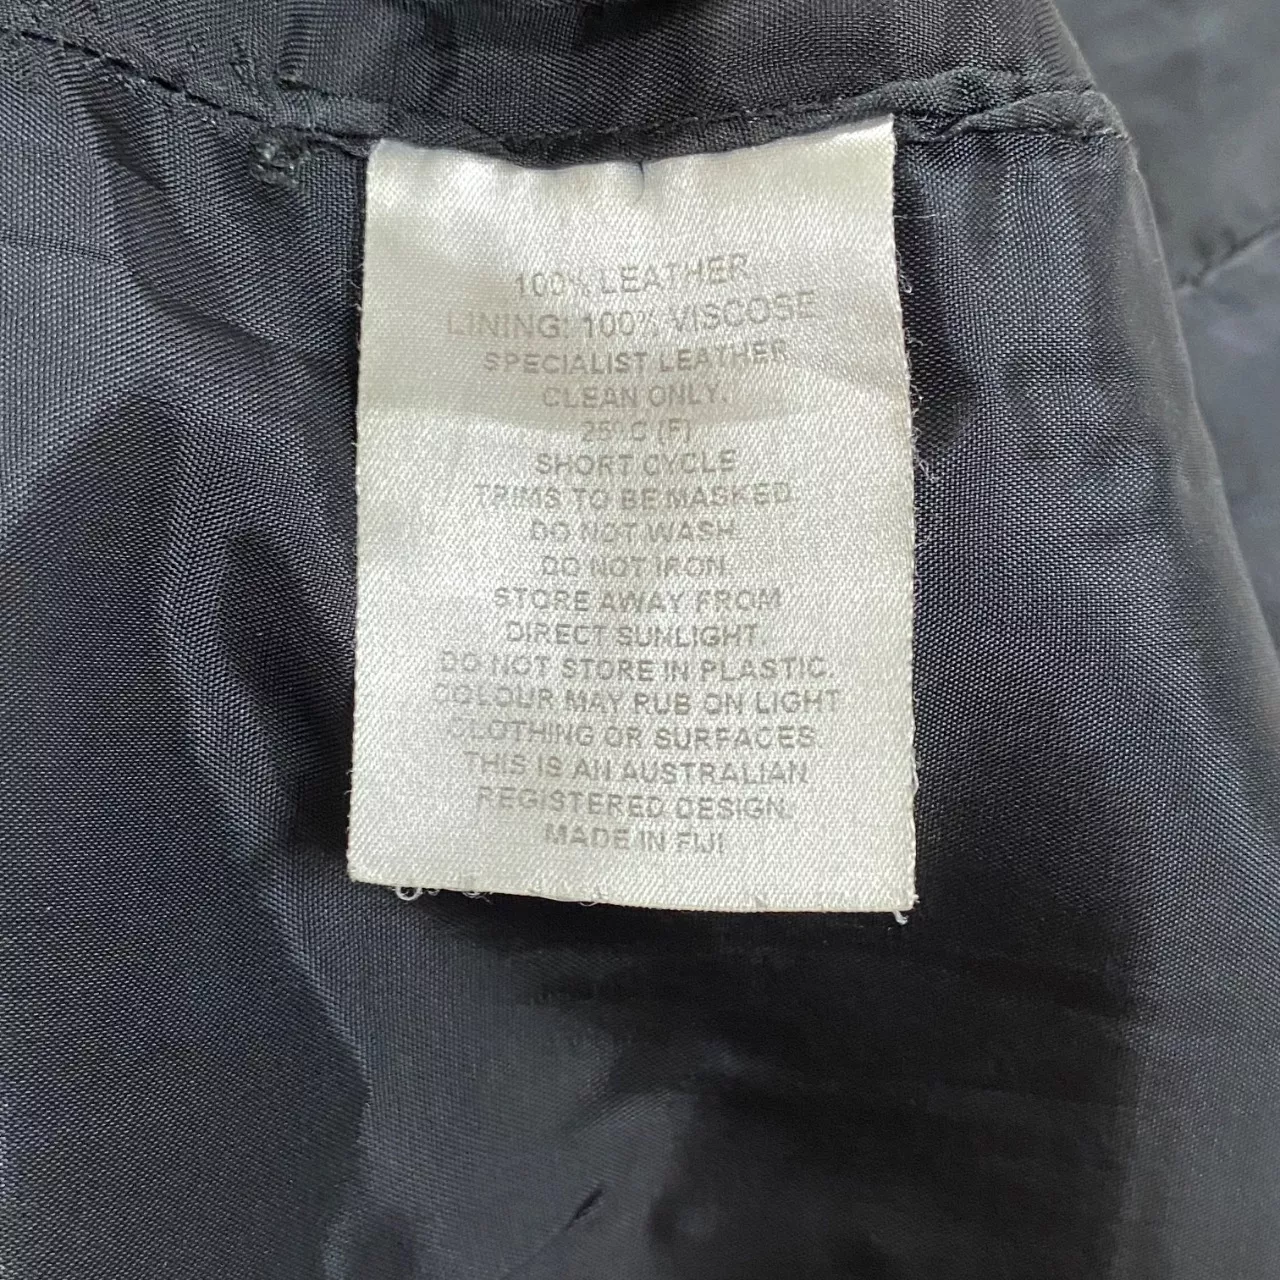 100% LEATHER
LINING: 100% VISCOSE
SPECIALIST LEATHER
CLEAN ONLY.
25°C (F)
SHORT CYCLE
TRIMS TO BE MASKED.
DO NOT WASH.
DO NOT IRON.
STORE AWAY FROM
DIRECT SUNLIGHT.
DO NOT STORE IN PLASTIC.
COLOUR MAY RUB ON LIGHT
CLOTHING OR SURFACES.
THIS IS AN AUSTRALIAN
REGISTERED DESIGN.
MADE IN FIJI